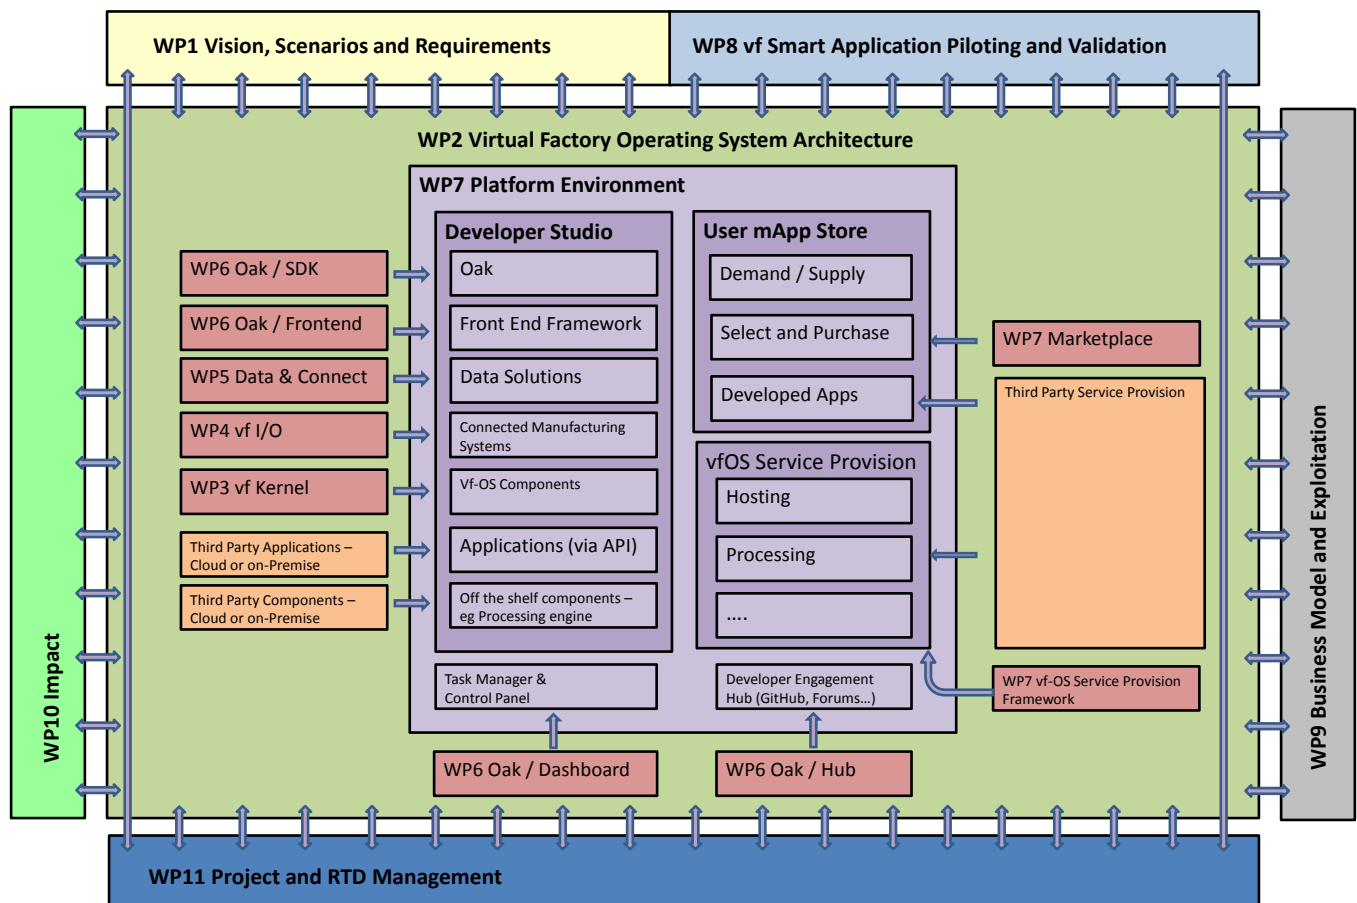 WP1 Vision, Scenarios and Requirements
WP8 vf Smart Application Piloting and Validation
WP10 Impact
WP2 Virtual Factory Operating System Architecture
WP7 Platform Environment
Developer Studio
User mApp Store
WP6 Oak / SDK
Oak
Demand / Supply
WP6 Oak / Frontend
Front End Framework
Select and Purchase
WP7 Marketplace
WP5 Data & Connect
Data Solutions
Developed Apps
Third Party Service Provision
WP4 vf I/O
Connected Manufacturing
Systems
vfOS Service Provision
WP3 vf Kernel
Vf-OS Components
Hosting
Third Party Applications –
Cloud or on-Premise
Applications (via API)
Processing
Third Party Components –
Cloud or on-Premise
Off the shelf components –
eg Processing engine
....
Task Manager &
Control Panel
Developer Engagement
Hub (GitHub, Forums...)
WP7 vf-OS Service Provision
Framework
WP6 Oak / Dashboard
WP6 Oak / Hub
WP9 Business Model and Exploitation
WP11 Project and RTD Management